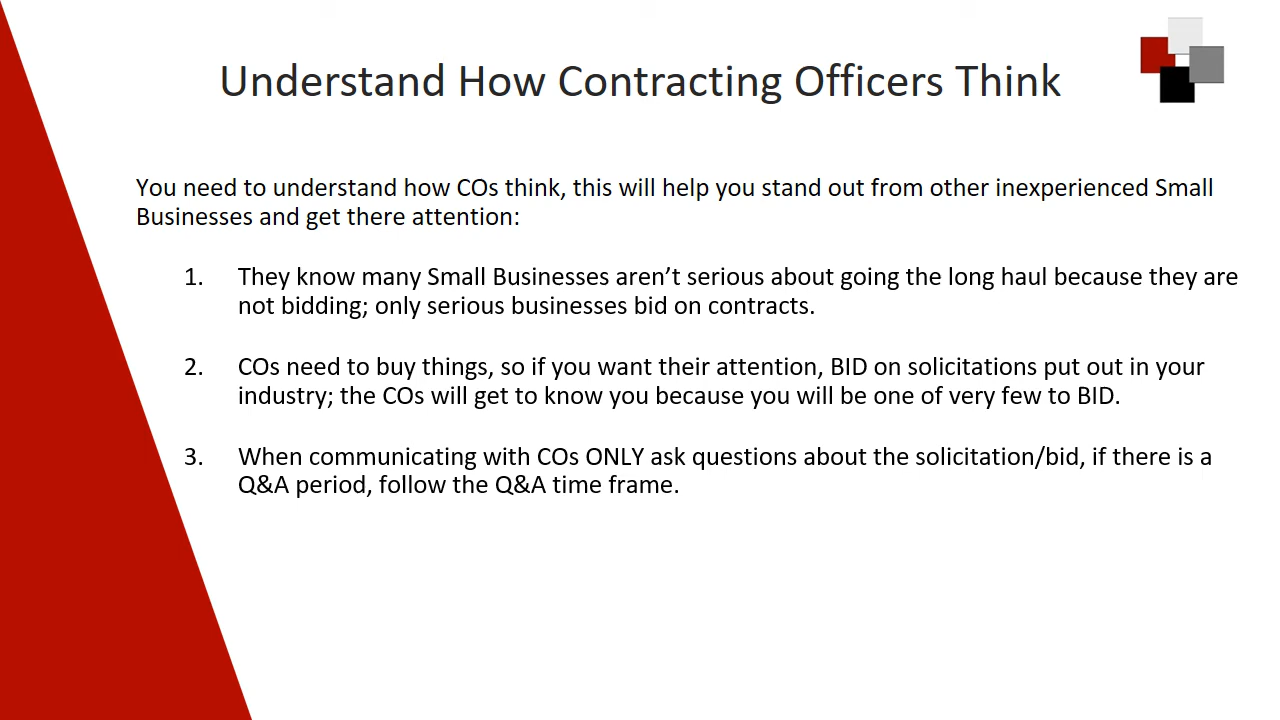 Understand How Contracting Officers Think
You need to understand how COs think, this will help you stand out from other inexperienced Small
Businesses and get there attention:
1. They know many Small Businesses aren’t serious about going the long haul because they are
not bidding; only serious businesses bid on contracts.
2. COs need to buy things, so if you want their attention, BID on solicitations put out in your
industry; the COs will get to know you because you will be one of very few to BID.
3. When communicating with COs ONLY ask questions about the solicitation/bid, if there is a
Q&A period, follow the Q&A time frame.